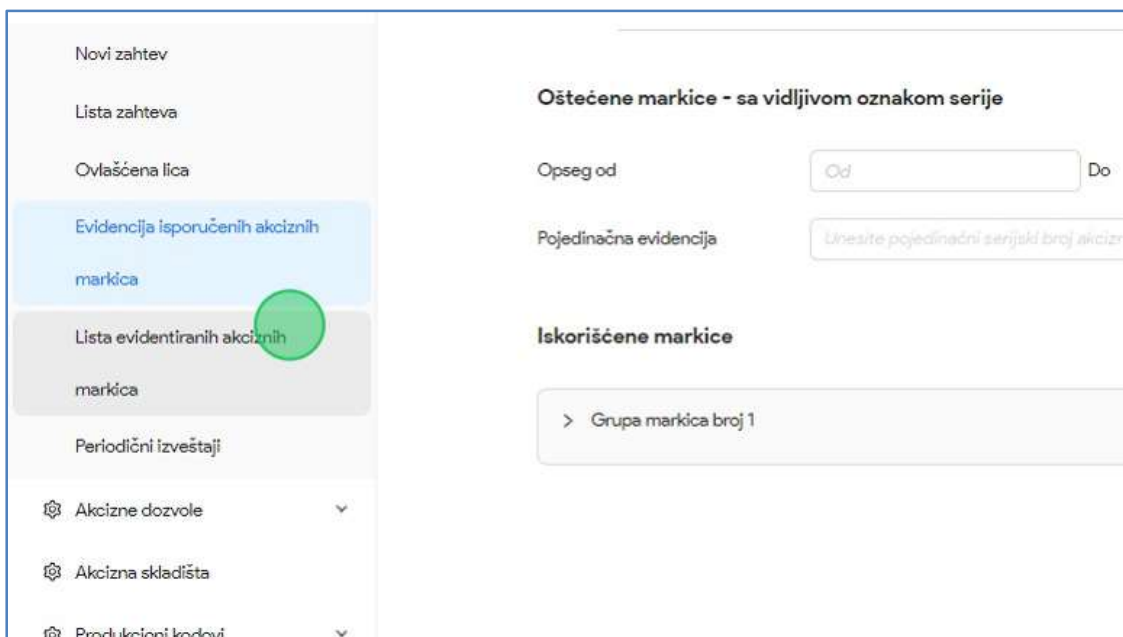 Novi zahtev
Lista zahteva
Ovlašćena lica
Evidencija isporučenih akciznih
markica
Lista evidentiranih akciznih
markica
Periodični izveštaji
Akcizne dozvole
Akcizna skladišta
Produkcioni kodovi
Oštećene markice - sa vidljivom oznakom serije
Opseg od
Od
Do
Pojedinačna evidencija
Unesite pojedinačni serijski broj
Iskorišćene markice
Grupa markica broj 1